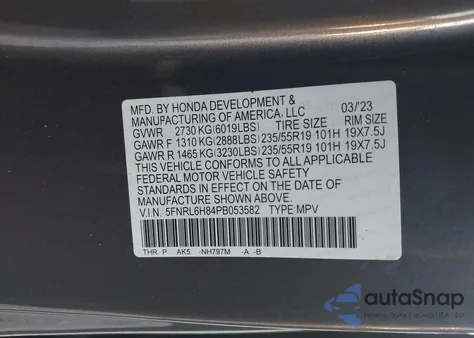 MFD. BY HONDA DEVELOPMENT &
MANUFACTURING OF AMERICA, LLC 03/'23
GVWR 2730 KG (6019LBS) TIRE SIZE RIM SIZE
GAWR F 1310 KG (2888LBS) 235/55R19 101H 19X7.5J
GAWR R 1465 KG (3230LBS) 235/55R19 101H 19X7.5J
THIS VEHICLE CONFORMS TO ALL APPLICABLE
FEDERAL MOTOR VEHICLE SAFETY
STANDARDS IN EFFECT ON THE DATE OF
MANUFACTURE SHOWN ABOVE.
V.I.N. 5FNRL6H84PB053582 TYPE: MPV
THR P AK5 -NH797M -A -B
autoSnap